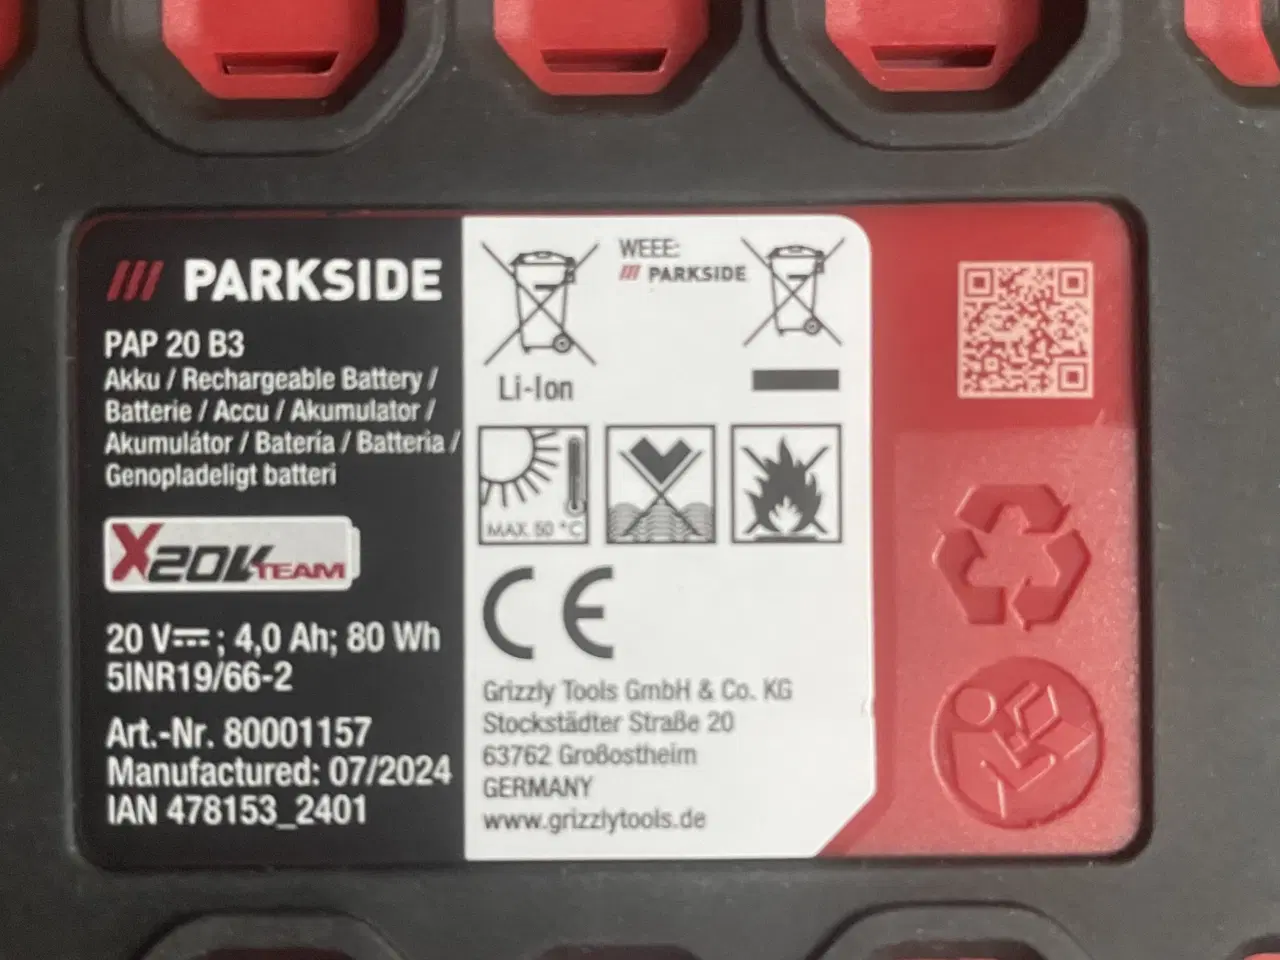 PARKSIDE
PAP 20 B3
Akku / Rechargeable Battery /
Batterie / Accu / Akumulator /
Akumulátor / Batería / Batteria /
Genopladeligt batteri
X20V TEAM
20 V⎓; 4,0 Ah; 80 Wh
5INR19/66-2
Art.-Nr. 80001157
Manufactured: 07/2024
IAN 478153_2401
Li-Ion
WEEE:
PARKSIDE
MAX. 50 °C
CE
Grizzly Tools GmbH & Co. KG
Stockstädter Straße 20
63762 Großostheim
GERMANY
www.grizzlytools.de